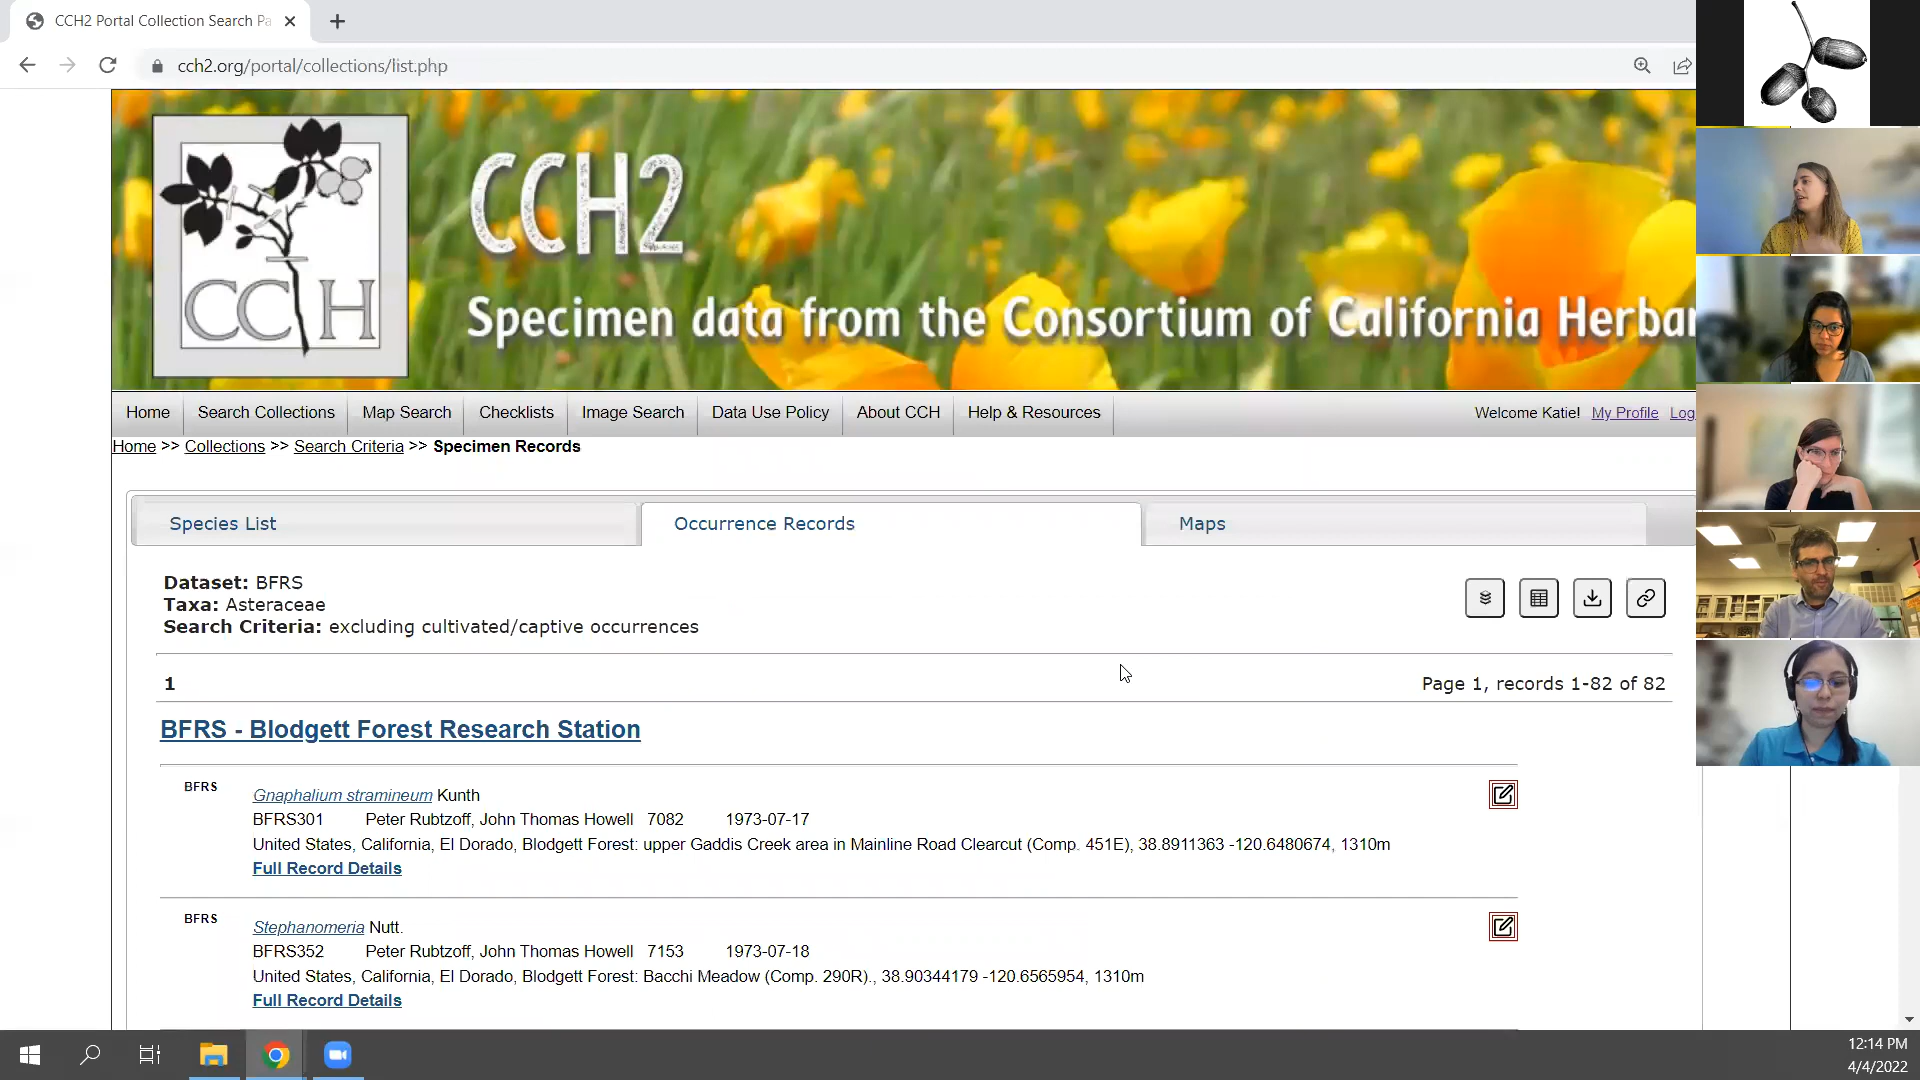 CCH2 Portal Collection Search Pa
cch2.org/portal/collections/list.php
CCH
CCH2
Specimen data from the Consortium of California Herbar
Home Search Collections Map Search Checklists Image Search Data Use Policy About CCH Help & Resources Welcome Katie! My Profile Log
Home >> Collections >> Search Criteria >> Specimen Records
Species List Occurrence Records Maps
Dataset: BFRS
Taxa: Asteraceae
Search Criteria: excluding cultivated/captive occurrences
1 Page 1, records 1-82 of 82
BFRS - Blodgett Forest Research Station
BFRS
Gnaphalium stramineum Kunth
BFRS301 Peter Rubtzoff, John Thomas Howell 7082 1973-07-17
United States, California, El Dorado, Blodgett Forest: upper Gaddis Creek area in Mainline Road Clearcut (Comp. 451E), 38.8911363 -120.6480674, 1310m
Full Record Details
BFRS
Stephanomeria Nutt.
BFRS352 Peter Rubtzoff, John Thomas Howell 7153 1973-07-18
United States, California, El Dorado, Blodgett Forest: Bacchi Meadow (Comp. 290R)., 38.90344179 -120.6565954, 1310m
Full Record Details
12:14 PM
4/4/2022